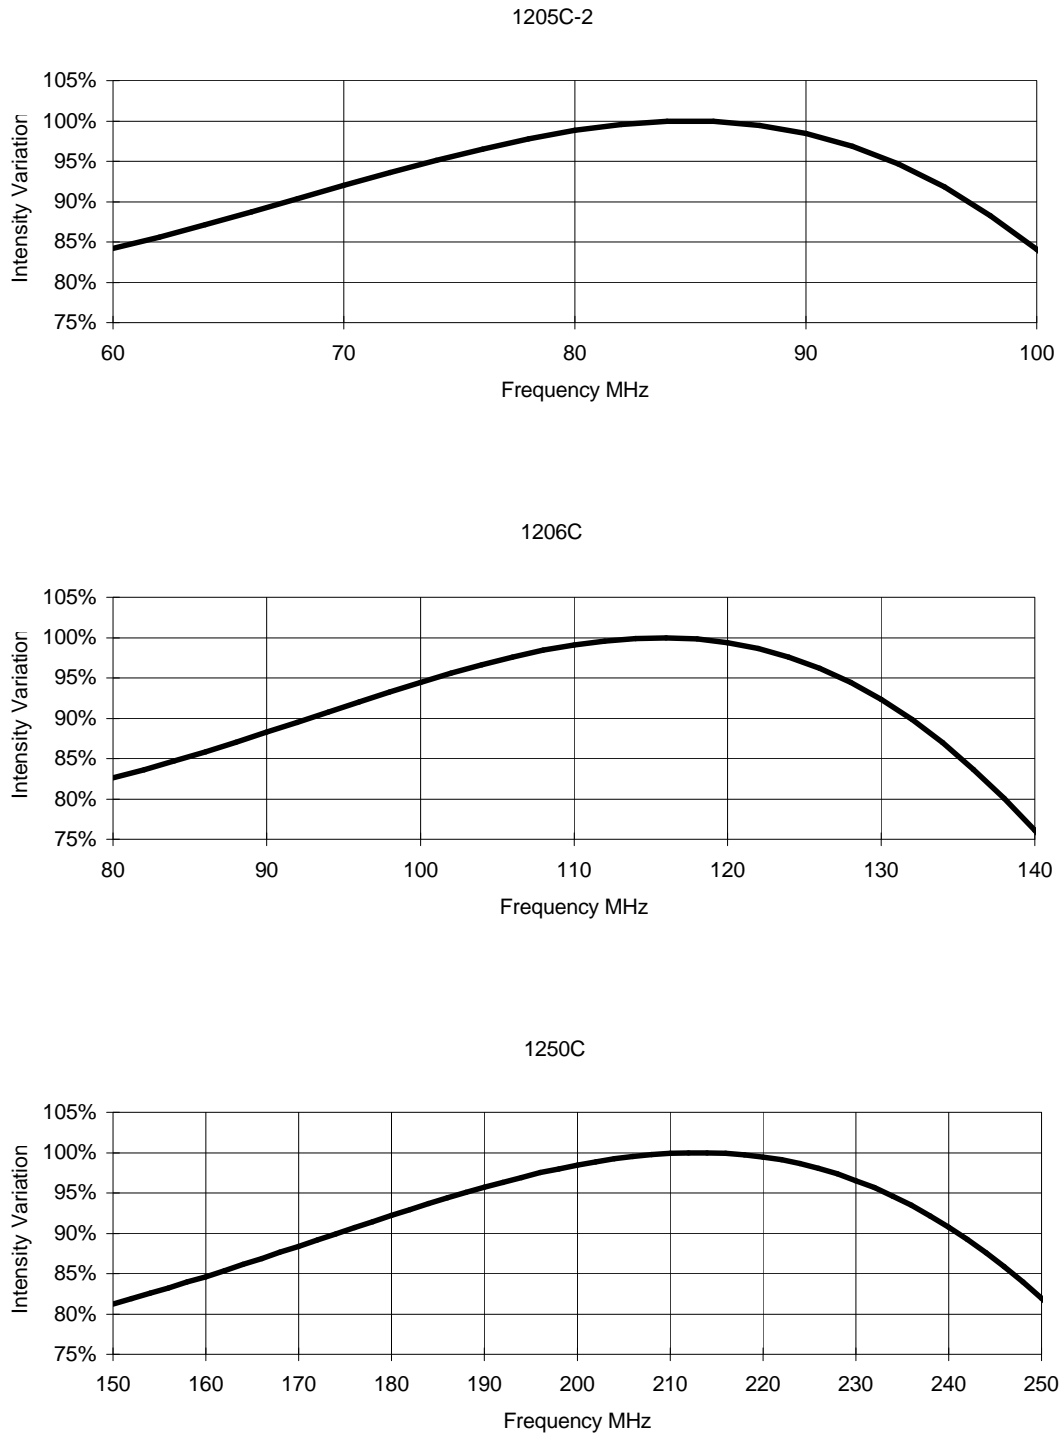 1205C-2
105%
100%
95%
90%
85%
80%
75%
Intensity Variation
60 70 80 90 100
Frequency MHz
1206C
105%
100%
95%
90%
85%
80%
75%
Intensity Variation
80 90 100 110 120 130 140
Frequency MHz
1250C
105%
100%
95%
90%
85%
80%
75%
Intensity Variation
150 160 170 180 190 200 210 220 230 240 250
Frequency MHz